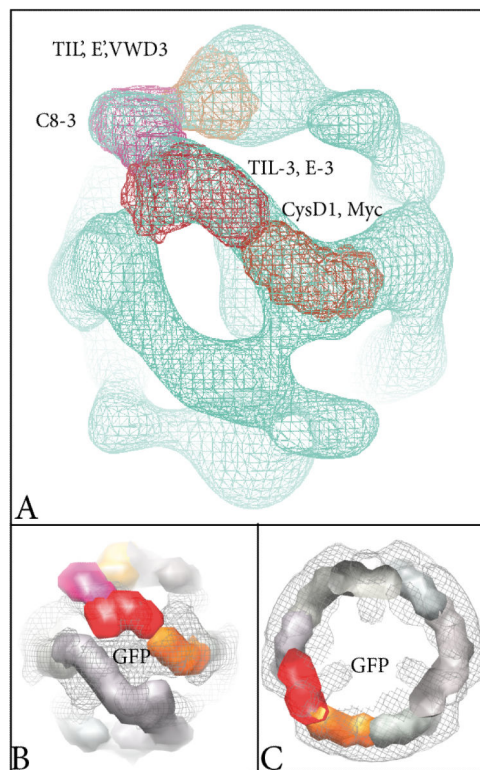 TIL', E',VWD3
C8-3
TIL-3, E-3
CysD1, Myc
A
GFP
B
GFP
C